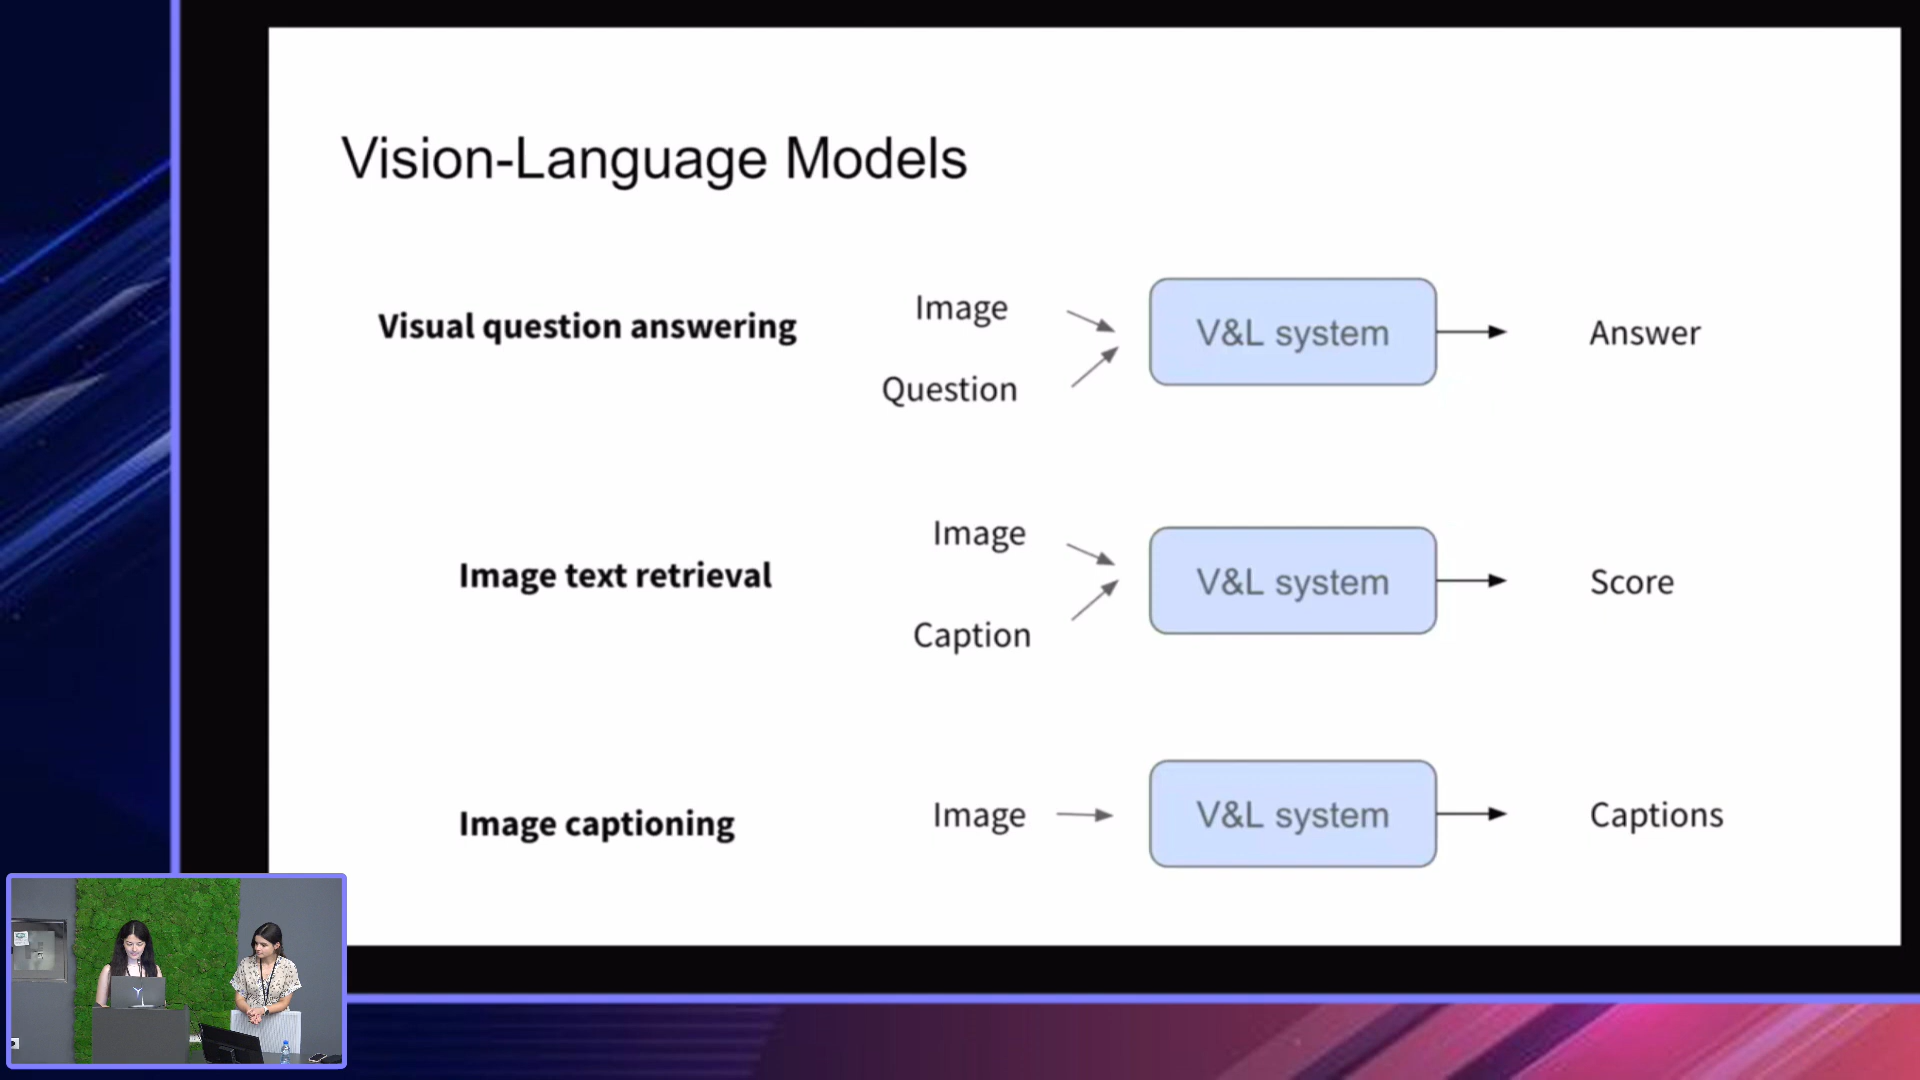 Vision-Language Models
Visual question answering
Image
Question
V&L system
Answer
Image text retrieval
Image
Caption
V&L system
Score
Image captioning
Image
V&L system
Captions